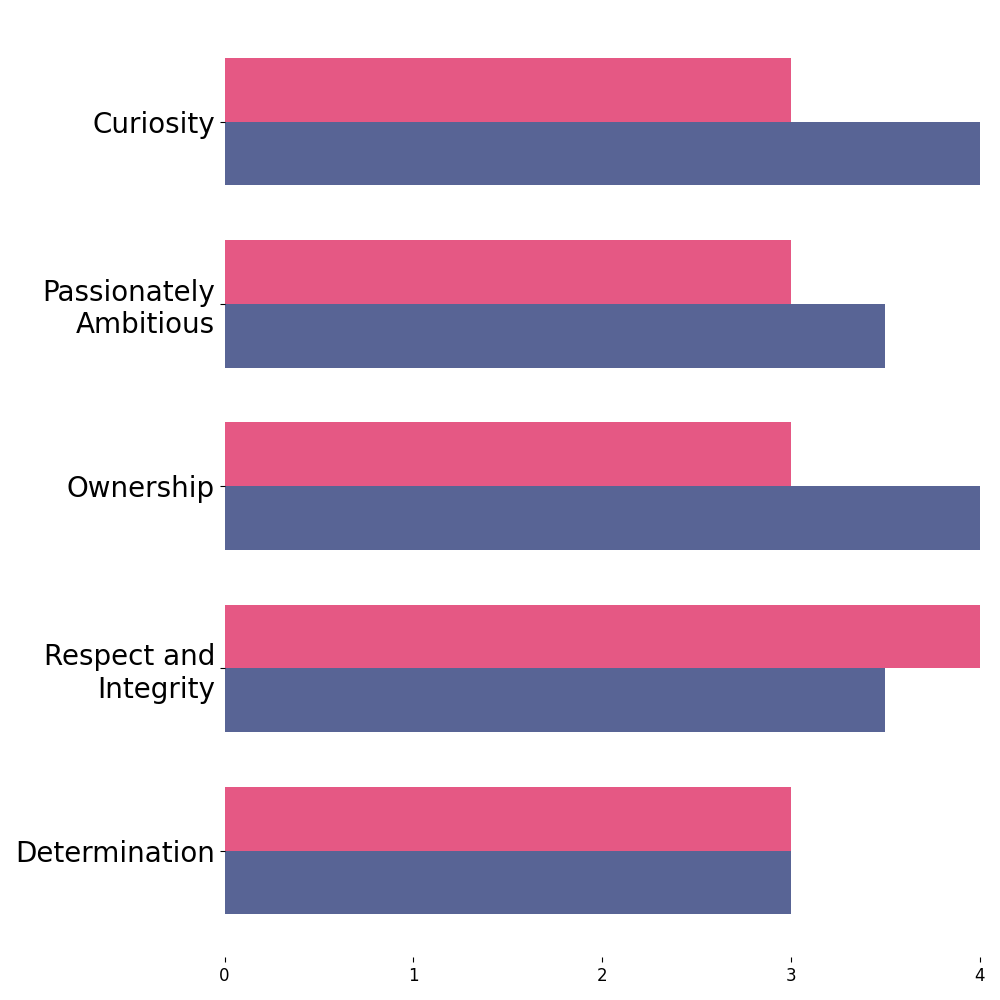 Curiosity
Passionately
Ambitious
Ownership
Respect and
Integrity
Determination
0 1 2 3 4